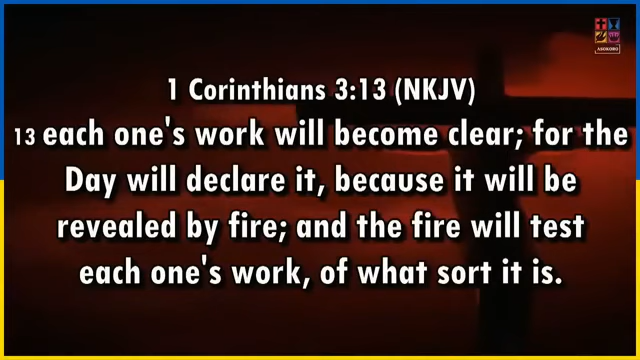 ASOKORO
1 Corinthians 3:13 (NKJV)
13 each one's work will become clear; for the
Day will declare it, because it will be
revealed by fire; and the fire will test
each one's work, of what sort it is.